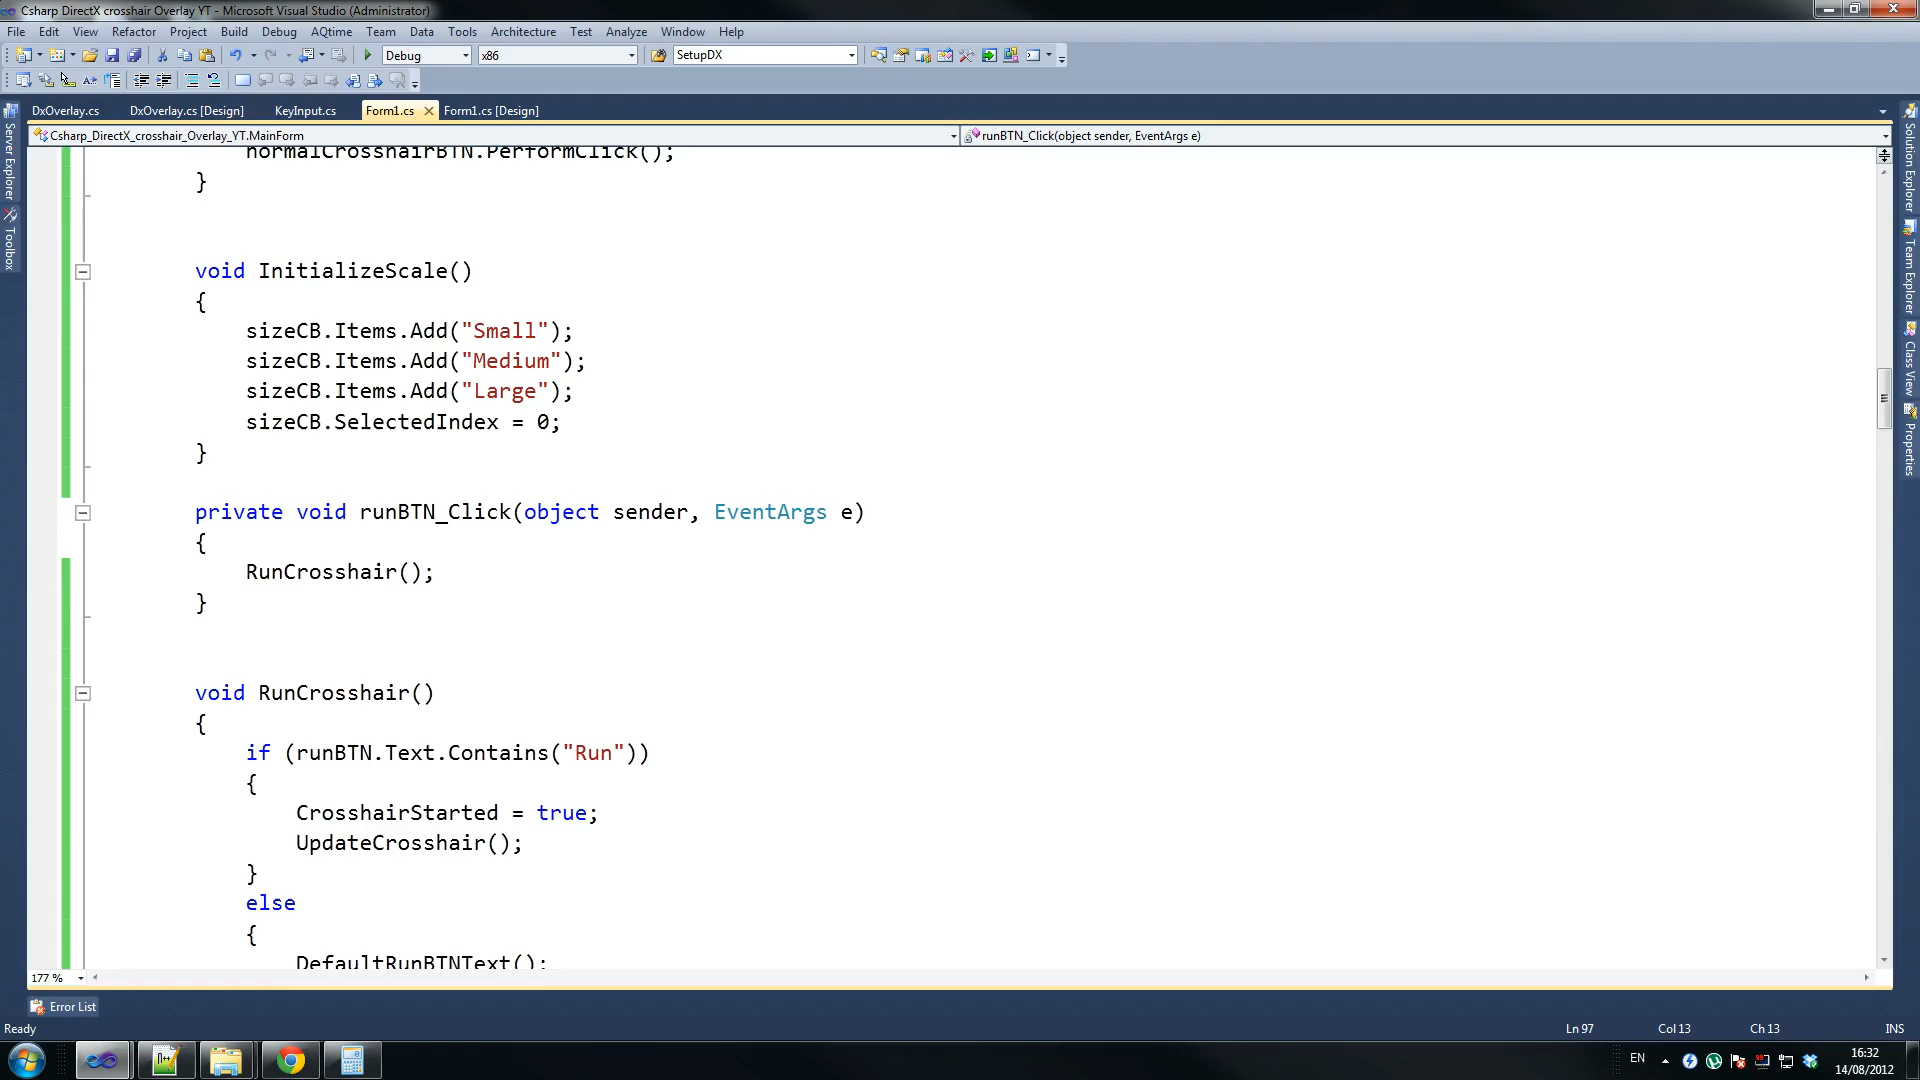 Csharp DirectX crosshair Overlay YT - Microsoft Visual Studio (Administrator)
File Edit View Refactor Project Build Debug AQtime Team Data Tools Architecture Test Analyze Window Help
Debug x86 SetupDX
DxOverlay.cs DxOverlay.cs [Design] KeyInput.cs Form1.cs Form1.cs [Design]
Csharp_DirectX_crosshair_Overlay_YT.MainForm runBTN_Click(object sender, EventArgs e)
Server Explorer
Toolbox
Solution Explorer
Team Explorer
Class View
Properties
normalCrosshairBTN.PerformClick();
}
void InitializeScale()
{
sizeCB.Items.Add("Small");
sizeCB.Items.Add("Medium");
sizeCB.Items.Add("Large");
sizeCB.SelectedIndex = 0;
}
private void runBTN_Click(object sender, EventArgs e)
{
RunCrosshair();
}
void RunCrosshair()
{
if (runBTN.Text.Contains("Run"))
{
CrosshairStarted = true;
UpdateCrosshair();
}
else
{
DefaultRunBTNText();
177 %
Error List
Ready Ln 97 Col 13 Ch 13 INS
EN 16:32
14/08/2012